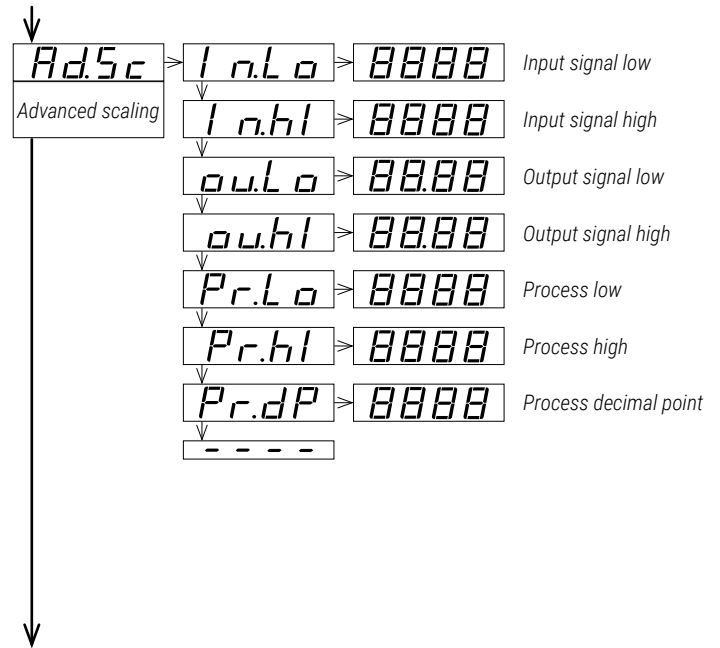 Ad.Sc In.Lo 8888 Input signal low
Advanced scaling
In.hI 8888 Input signal high
ou.Lo 88.88 Output signal low
ou.hI 88.88 Output signal high
Pr.Lo 8888 Process low
Pr.hI 8888 Process high
Pr.dP 8888 Process decimal point
----